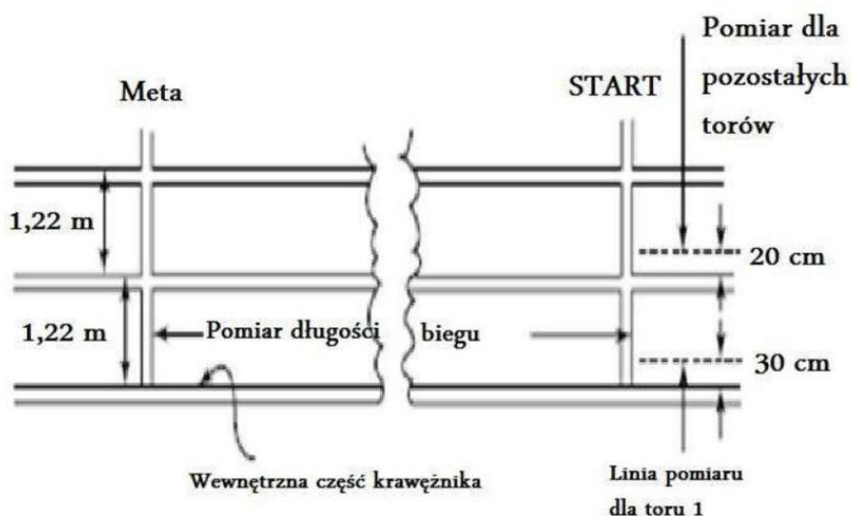 Pomiar dla
pozostałych
torów
Meta
START
1,22 m
20 cm
1,22 m
Pomiar długości
biegu
30 cm
Wewnętrzna część krawężnika
Linia pomiaru
dla toru 1